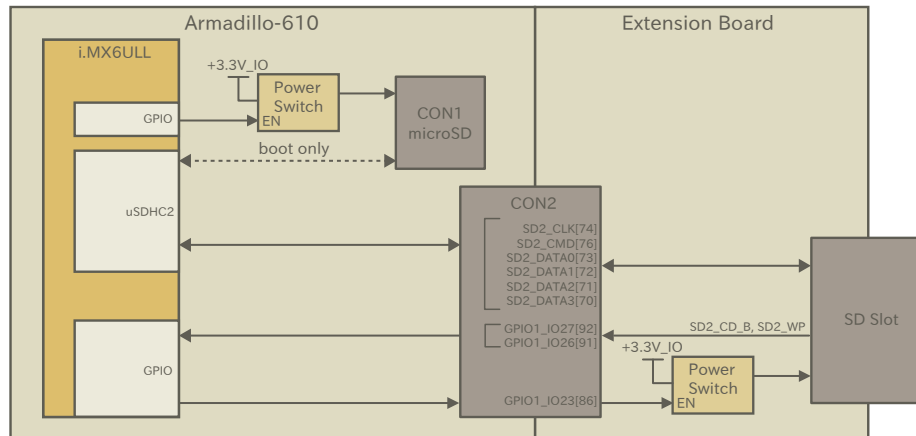 Armadillo-610
Extension Board
i.MX6ULL
+3.3V_IO
Power
Switch
EN
GPIO
CON1
microSD
boot only
uSDHC2
CON2
SD2_CLK[74]
SD2_CMD[76]
SD2_DATA0[73]
SD2_DATA1[72]
SD2_DATA2[71]
SD2_DATA3[70]
GPIO1_IO27[92]
GPIO1_IO26[91]
SD2_CD_B, SD2_WP
SD Slot
+3.3V_IO
Power
Switch
EN
GPIO
GPIO1_IO23[86]